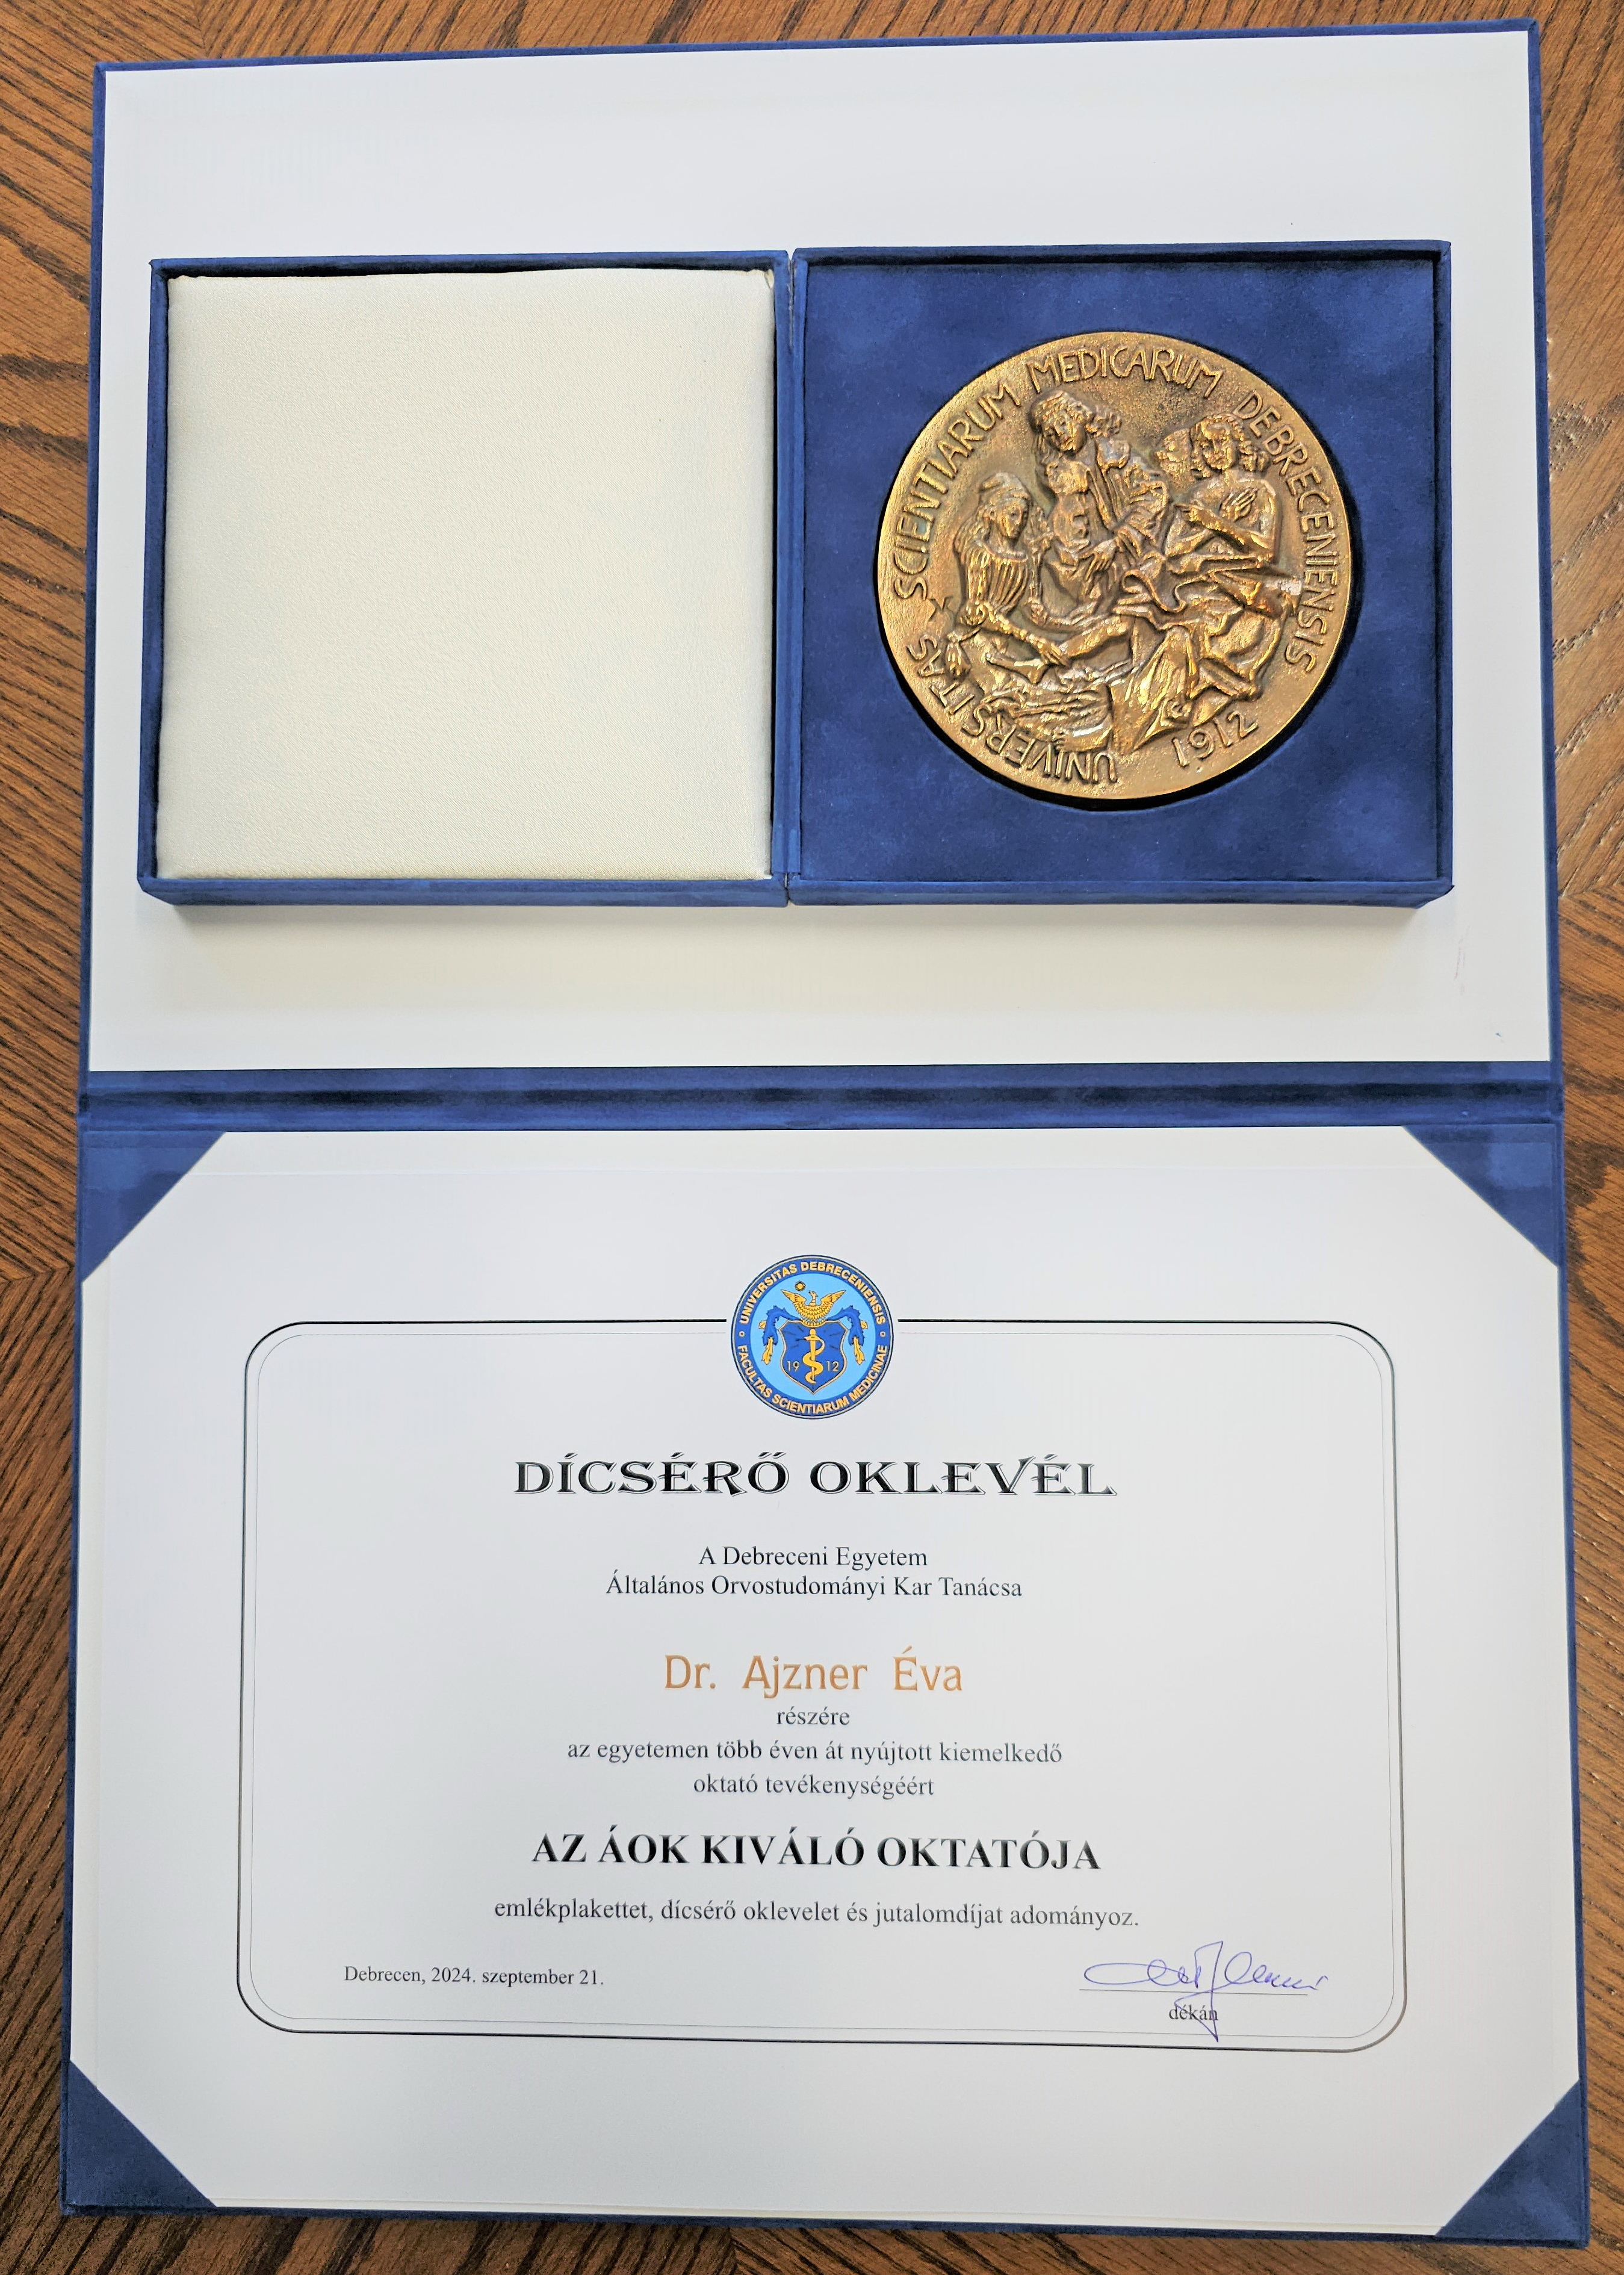 UNIVERSITAS SCIENTIARUM MEDICARUM DEBRECENIENSIS
1912
UNIVERSITAS DEBRECENIENSIS
FACULTAS SCIENTIARUM MEDICINAE
19 12
DÍCSÉRŐ OKLEVÉL
A Debreceni Egyetem
Általános Orvostudományi Kar Tanácsa
Dr. Ajzner Éva
részére
az egyetemen több éven át nyújtott kiemelkedő
oktató tevékenységéért
AZ ÁOK KIVÁLÓ OKTATÓJA
emlékplakettet, dícsérő oklevelet és jutalomdíjat adományoz.
Debrecen, 2024. szeptember 21.
dékán